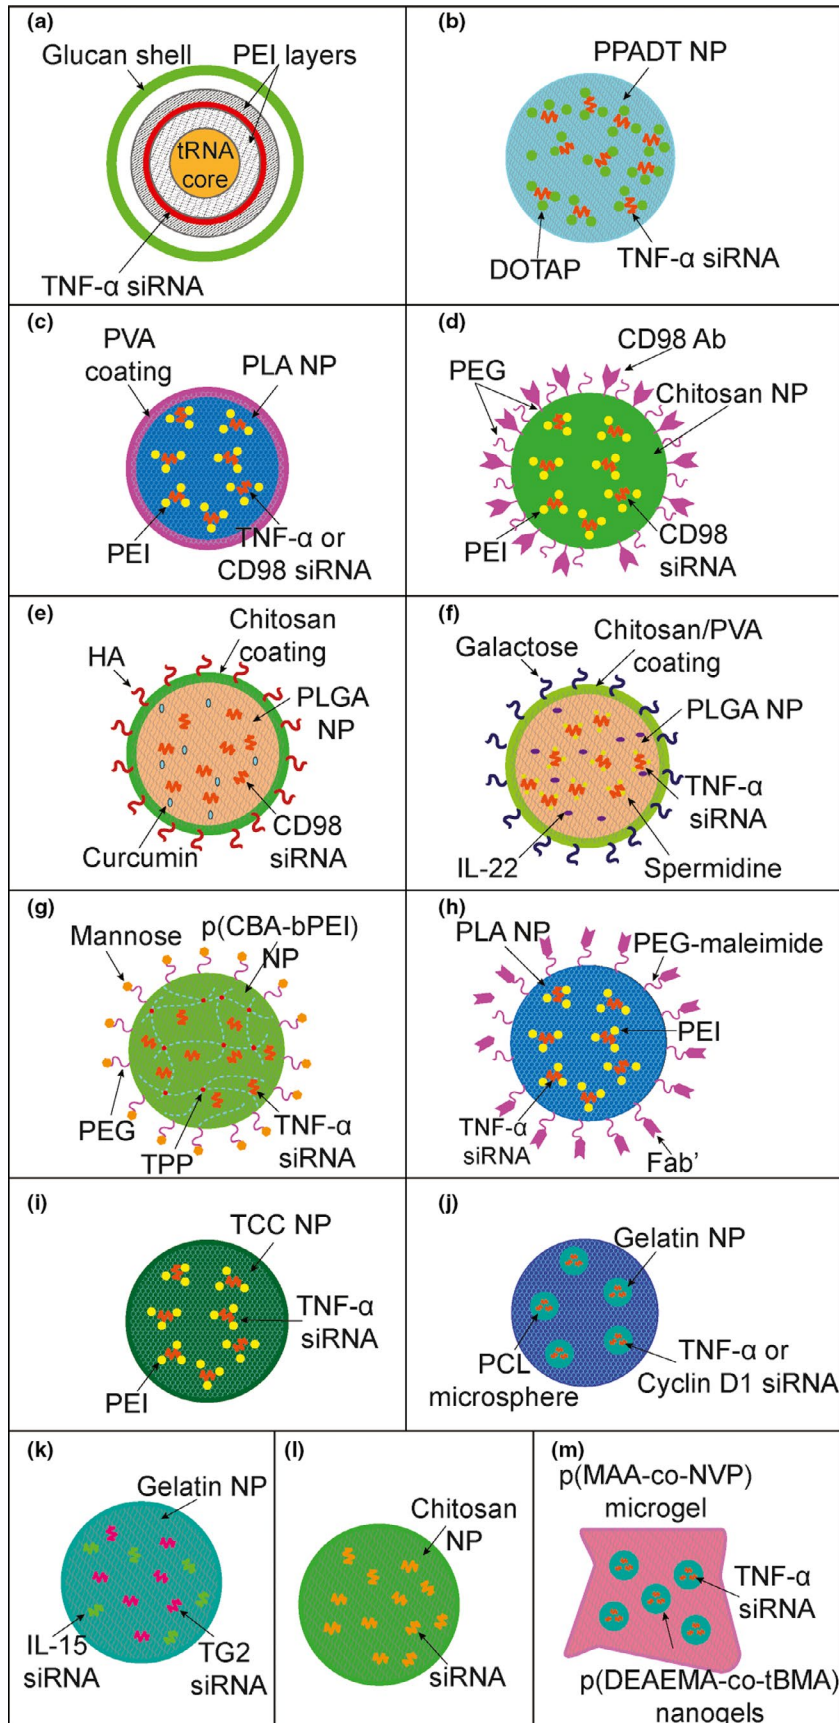 (a)
Glucan shell
PEI layers
tRNA
core
TNF-α siRNA
(b)
PPADT NP
DOTAP
TNF-α siRNA
(c)
PVA
coating
PLA NP
PEI
TNF-α or
CD98 siRNA
(d)
CD98 Ab
PEG
Chitosan NP
PEI
CD98
siRNA
(e)
Chitosan
coating
HA
PLGA
NP
Curcumin
CD98
siRNA
(f)
Chitosan/PVA
coating
Galactose
PLGA NP
TNF-α
siRNA
IL-22
Spermidine
(g)
p(CBA-bPEI)
NP
Mannose
PEG
TPP
TNF-α
siRNA
(h)
PLA NP
PEG-maleimide
PEI
TNF-α
siRNA
Fab'
(i)
TCC NP
TNF-α
siRNA
PEI
(j)
Gelatin NP
PCL
microsphere
TNF-α or
Cyclin D1 siRNA
(k)
Gelatin NP
IL-15
siRNA
TG2
siRNA
(l)
Chitosan
NP
siRNA
(m)
p(MAA-co-NVP)
microgel
TNF-α
siRNA
p(DEAEMA-co-tBMA)
nanogels